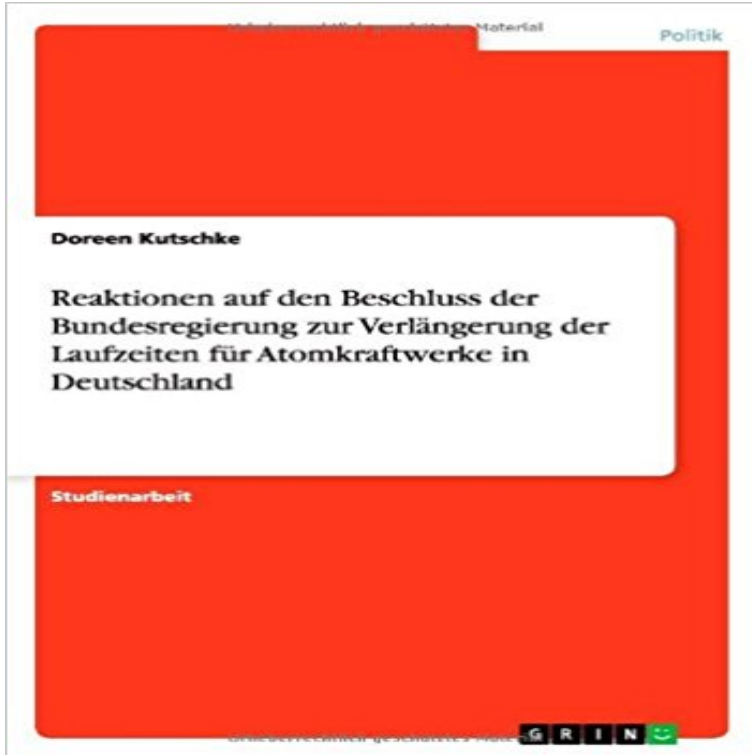 Material
Politik
Doreen Kutschke
Reaktionen auf den Beschluss der
Bundesregierung zur Verlängerung der
Laufzeiten für Atomkraftwerke in
Deutschland
Studienarbeit
GRIN